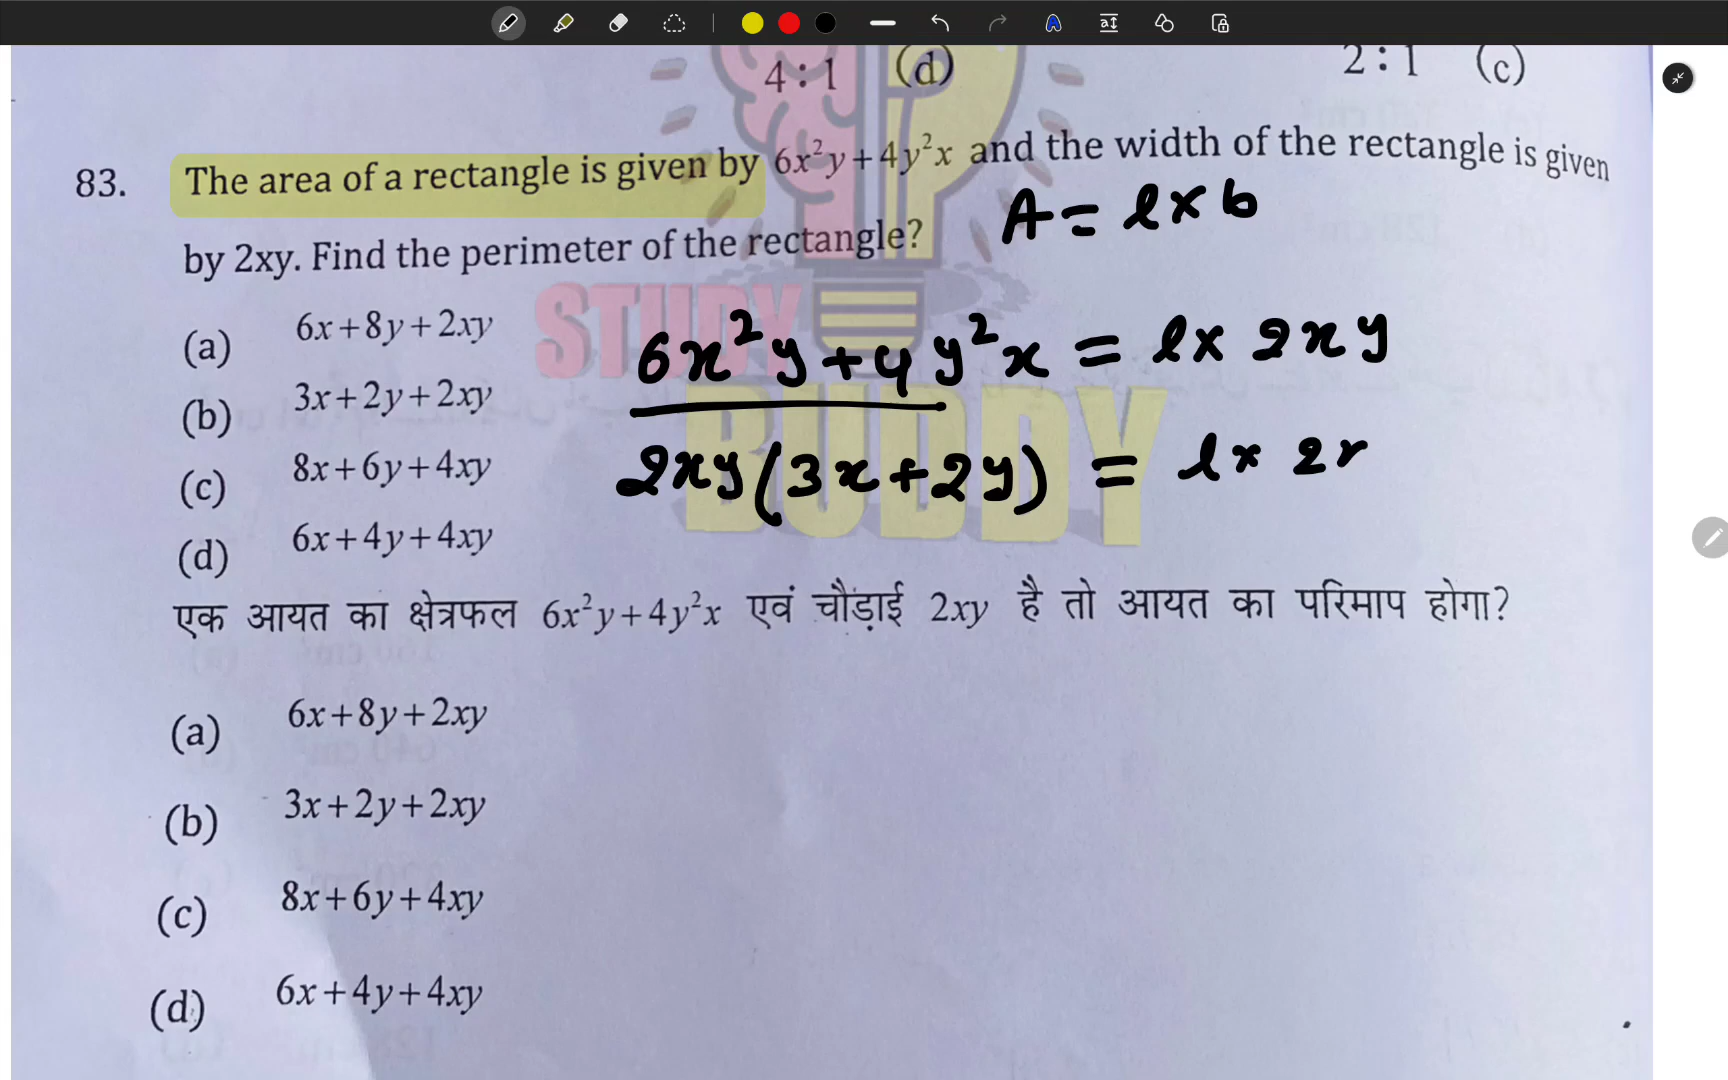 4 : 1 (d) 2 : 1 (c)
83. The area of a rectangle is given by 6x²y+4y²x and the width of the rectangle is given
A = l x b
by 2xy. Find the perimeter of the rectangle?
(a) 6x+8y+2xy
STUDY
6x²y+4y²x = l x 2xy
(b) 3x+2y+2xy
BUDDY
(c) 8x+6y+4xy
2xy(3x+2y) = l x 2x
(d) 6x+4y+4xy
एक आयत का क्षेत्रफल 6x²y+4y²x एवं चौड़ाई 2xy है तो आयत का परिमाप होगा?
(a) 6x+8y+2xy
(b) 3x+2y+2xy
(c) 8x+6y+4xy
(d) 6x+4y+4xy